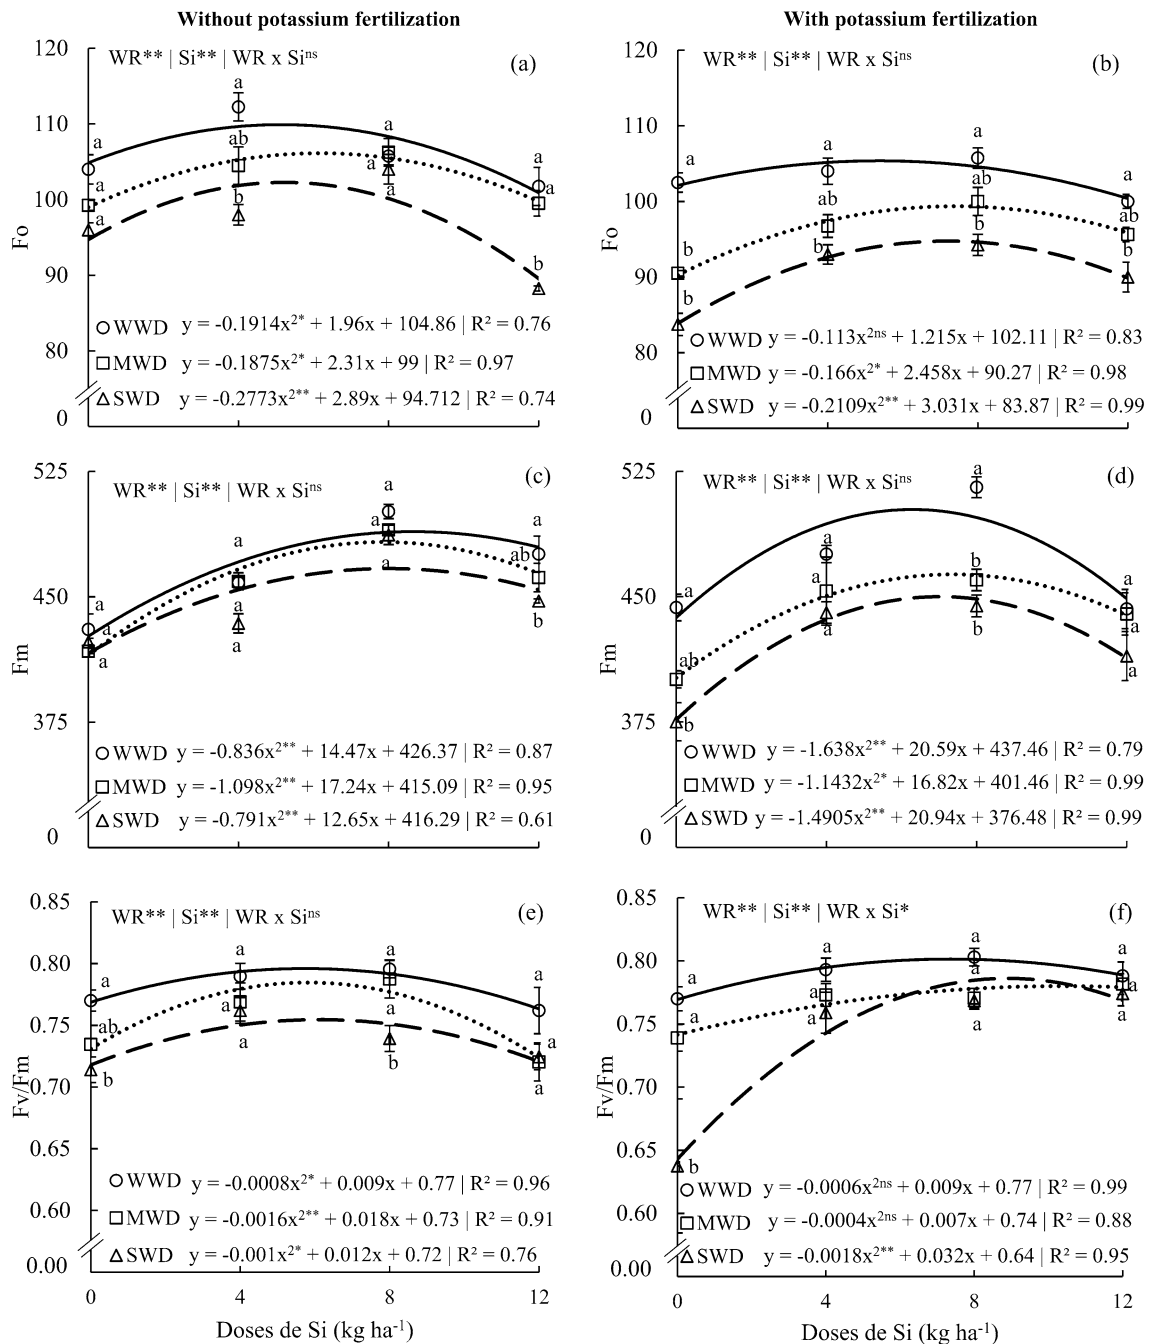 Without potassium fertilization
With potassium fertilization
120
WR** | Si** | WR x Siⁿˢ
(a)
a
a
110
a
ab
a
a
a
100
a
b
a
Fo
90
b
WWD y = -0.1914x²* + 1.96x + 104.86 | R² = 0.76
MWD y = -0.1875x²* + 2.31x + 99 | R² = 0.97
80
SWD y = -0.2773x²** + 2.89x + 94.712 | R² = 0.74
0
120
WR** | Si** | WR x Siⁿˢ
(b)
110
a
a
a
a
100
ab
ab
ab
Fo
b
b
b
b
90
b
WWD y = -0.113x²ⁿˢ + 1.215x + 102.11 | R² = 0.83
80
MWD y = -0.166x²* + 2.458x + 90.27 | R² = 0.98
SWD y = -0.2109x²** + 3.031x + 83.87 | R² = 0.99
0
525
WR** | Si** | WR x Siⁿˢ
(c)
a
a
a
a
ab
450
a
a
a
a
b
Fm
a
a
375
WWD y = -0.836x²** + 14.47x + 426.37 | R² = 0.87
MWD y = -1.098x²** + 17.24x + 415.09 | R² = 0.95
SWD y = -0.791x²** + 12.65x + 416.29 | R² = 0.61
0
525
WR** | Si** | WR x Siⁿˢ
(d)
a
a
450
a
a
b
a
a
b
a
Fm
ab
a
375
b
WWD y = -1.638x²** + 20.59x + 437.46 | R² = 0.79
MWD y = -1.1432x²* + 16.82x + 401.46 | R² = 0.99
SWD y = -1.4905x²** + 20.94x + 376.48 | R² = 0.99
0
0.85
WR** | Si** | WR x Siⁿˢ
(e)
a
a
a
a
0.80
0.75
ab
a
a
a
a
b
a
0.70
b
Fv/Fm
0.65
WWD y = -0.0008x²* + 0.009x + 0.77 | R² = 0.96
MWD y = -0.0016x²** + 0.018x + 0.73 | R² = 0.91
0.60
SWD y = -0.001x²* + 0.012x + 0.72 | R² = 0.76
0.00
0
4
8
12
Doses de Si (kg ha⁻¹)
0.85
WR** | Si** | WR x Si*
(f)
a
a
a
a
0.80
a
a
a
a
a
0.75
0.70
Fv/Fm
0.65
b
WWD y = -0.0006x²ⁿˢ + 0.009x + 0.77 | R² = 0.99
0.60
MWD y = -0.0004x²ⁿˢ + 0.007x + 0.74 | R² = 0.88
SWD y = -0.0018x²** + 0.032x + 0.64 | R² = 0.95
0.00
0
4
8
12
Doses de Si (kg ha⁻¹)